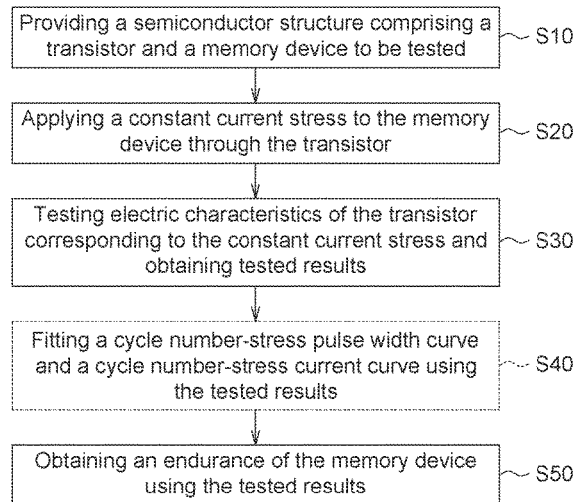 Providing a semiconductor structure comprising a
transistor and a memory device to be tested
S10
Applying a constant current stress to the memory
device through the transistor
S20
Testing electric characteristics of the transistor
corresponding to the constant current stress and
obtaining tested results
S30
Fitting a cycle number-stress pulse width curve
and a cycle number-stress current curve using
the tested results
S40
Obtaining an endurance of the memory device
using the tested results
S50